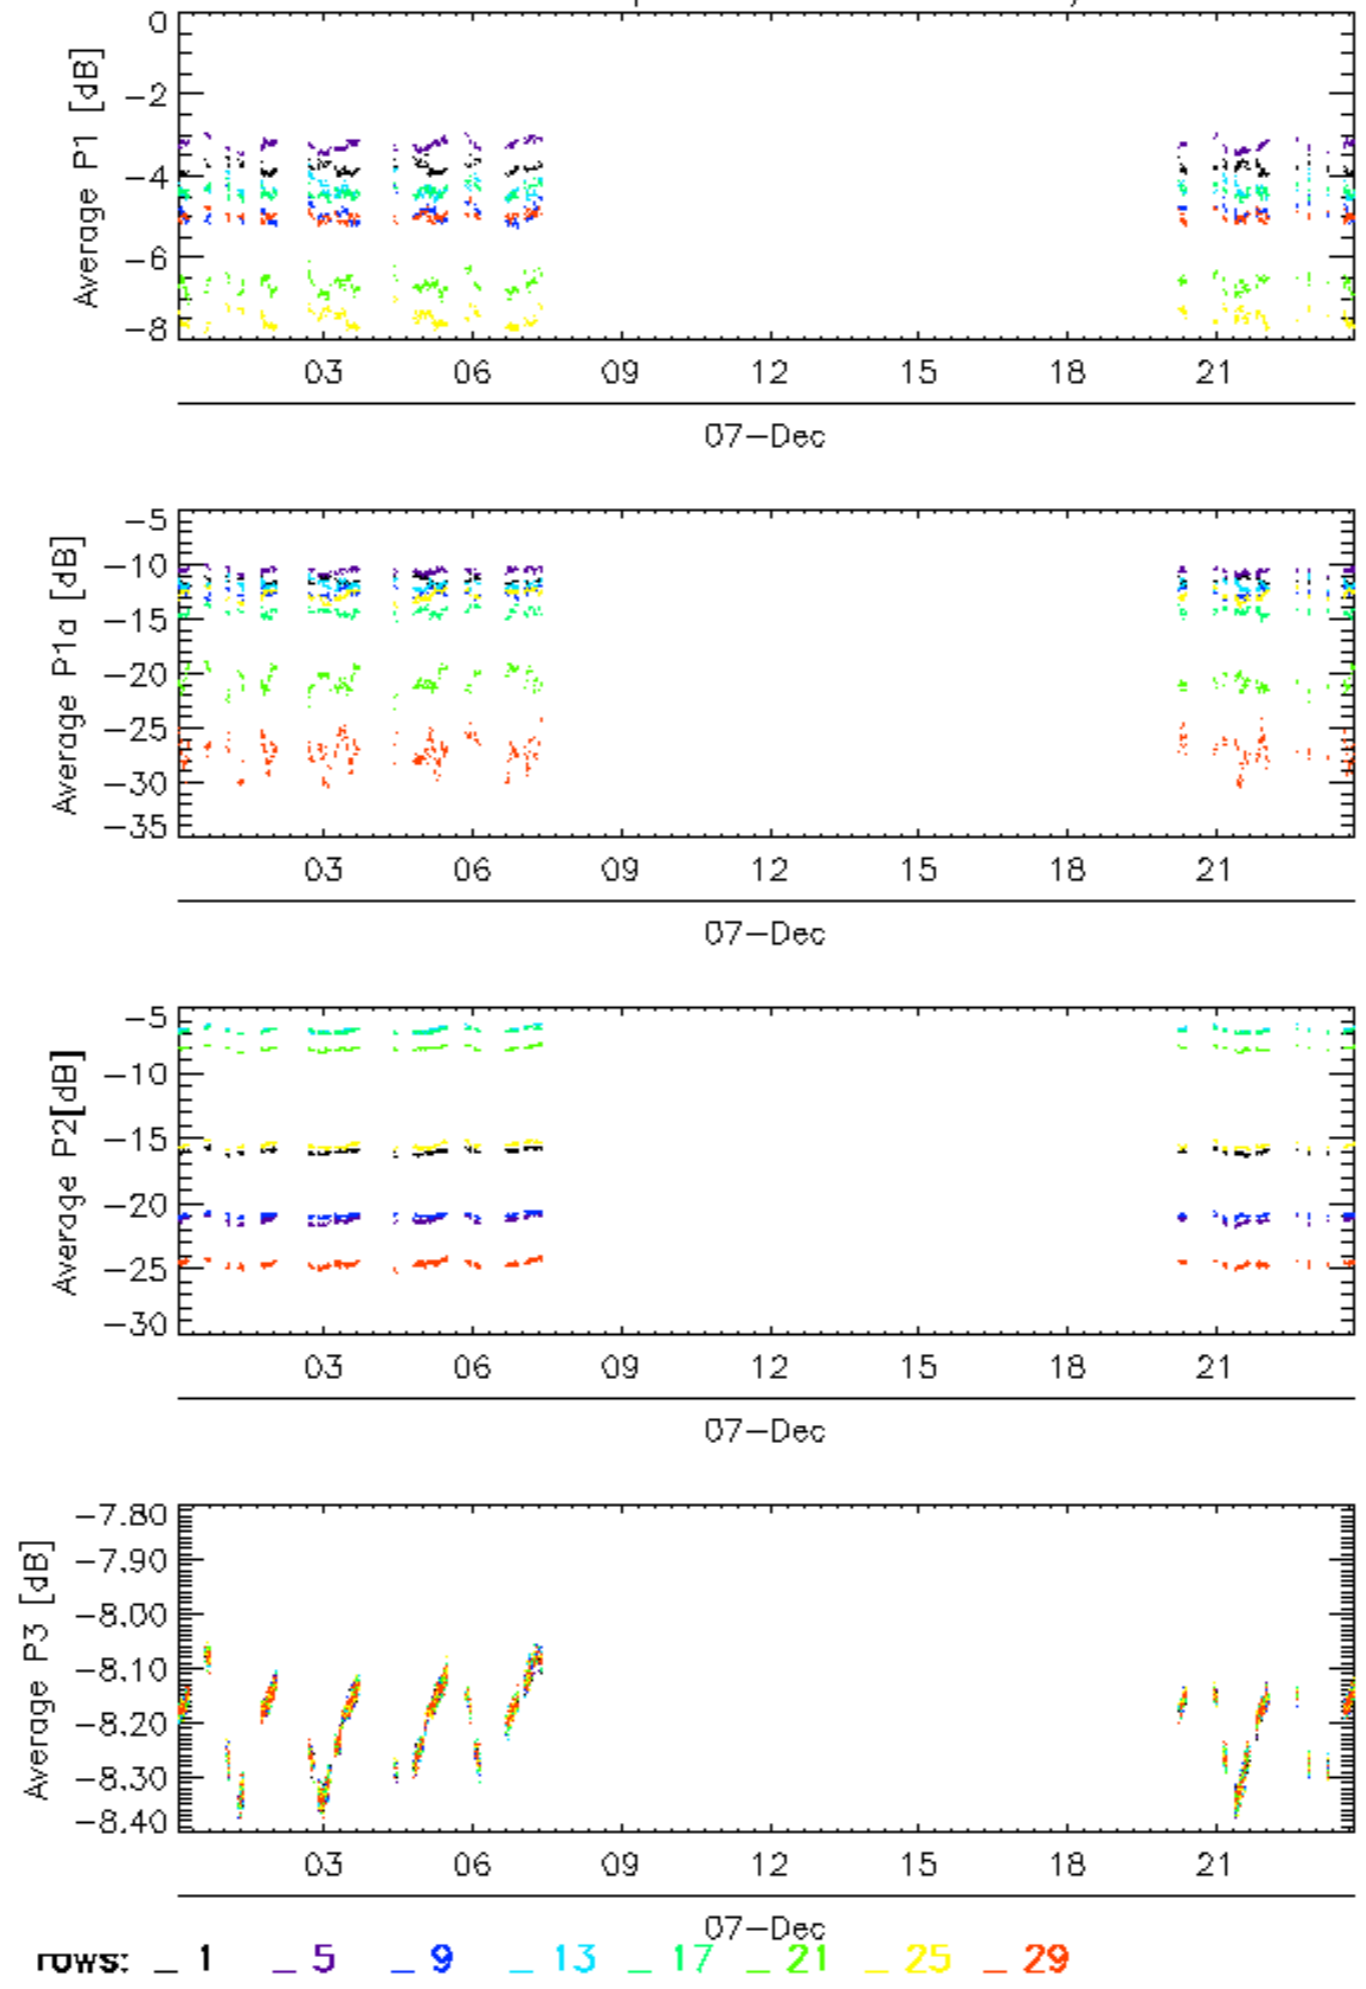 0
-2
-4
-6
-8
Average P1 [dB]
03 06 09 12 15 18 21
07-Dec
-5
-10
-15
-20
-25
-30
-35
Average P1a [dB]
03 06 09 12 15 18 21
07-Dec
-5
-10
-15
-20
-25
-30
Average P2[dB]
03 06 09 12 15 18 21
07-Dec
-7.80
-7.90
-8.00
-8.10
-8.20
-8.30
-8.40
Average P3 [dB]
03 06 09 12 15 18 21
07-Dec
rows: _ 1 _ 5 _ 9 _ 13 _ 17 _ 21 _ 25 _ 29